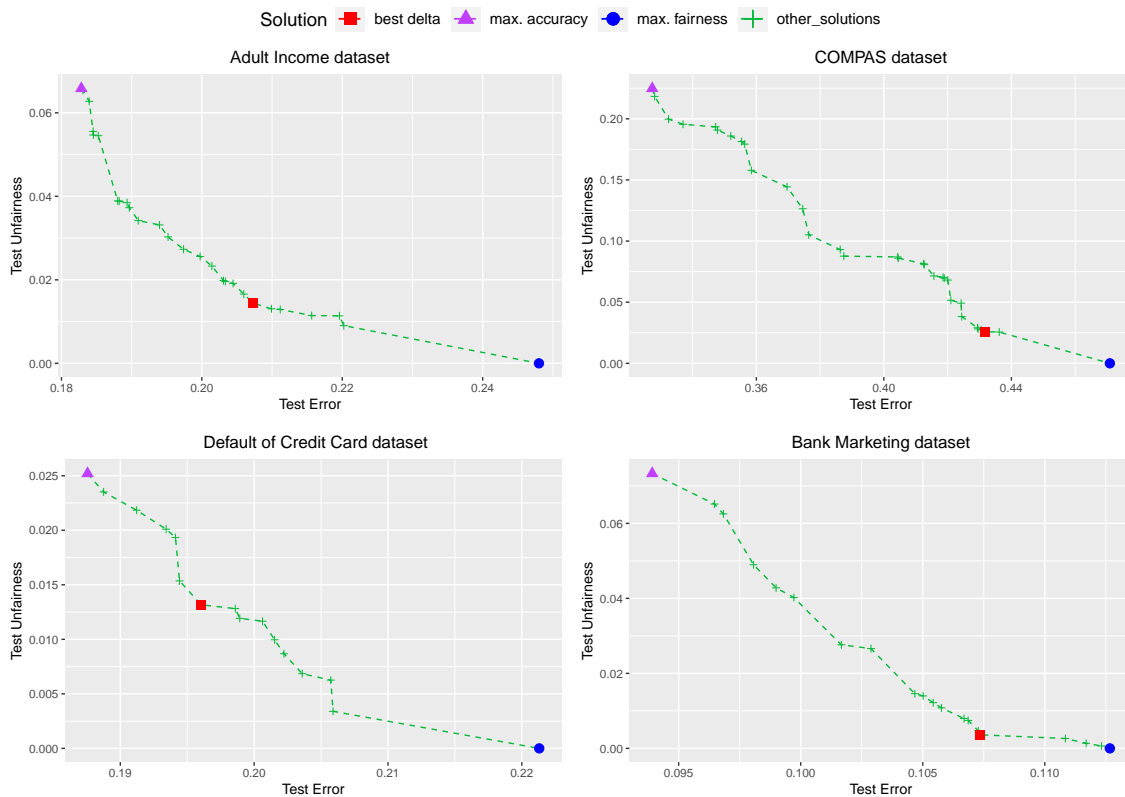 Solution best delta max. accuracy max. fairness other_solutions
Adult Income dataset
Test Unfairness
0.06
0.04
0.02
0.00
0.18 0.20 0.22 0.24
Test Error
COMPAS dataset
Test Unfairness
0.20
0.15
0.10
0.05
0.00
0.36 0.40 0.44
Test Error
Default of Credit Card dataset
Test Unfairness
0.025
0.020
0.015
0.010
0.005
0.000
0.19 0.20 0.21 0.22
Test Error
Bank Marketing dataset
Test Unfairness
0.06
0.04
0.02
0.00
0.095 0.100 0.105 0.110
Test Error